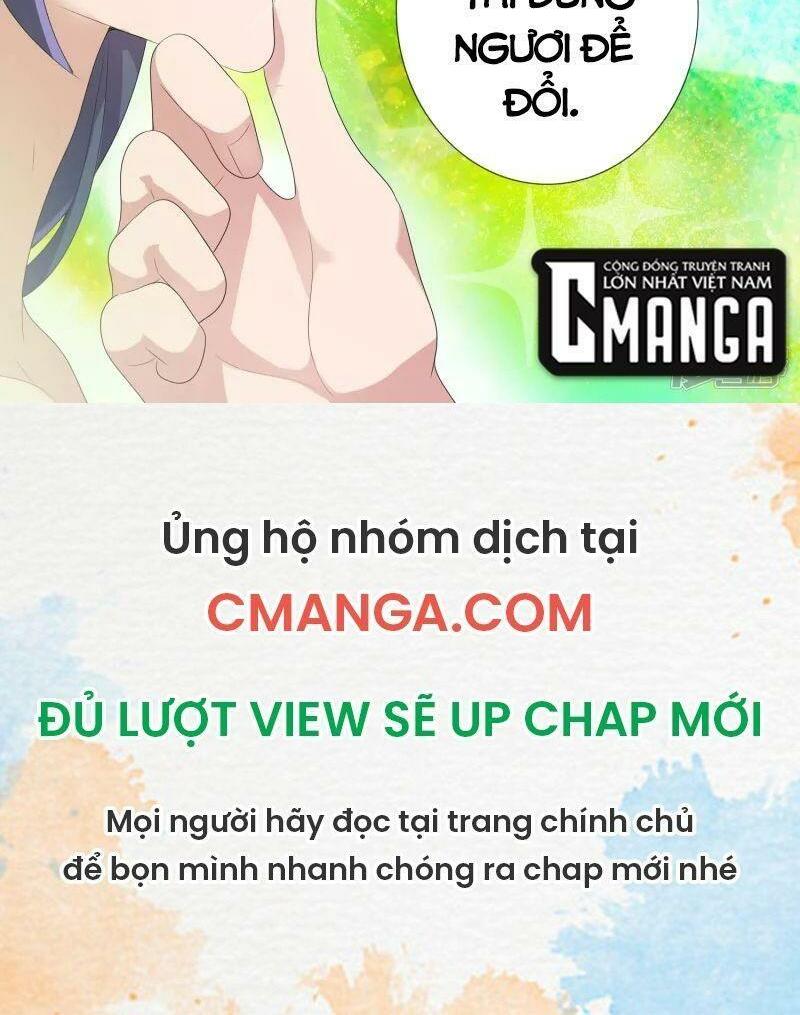 NGƯƠI ĐỂ
ĐỔI.
CỘNG ĐỒNG TRUYỆN TRANH
LỚN NHẤT VIỆT NAM
CMANGA
Ủng hộ nhóm dịch tại
CMANGA.COM
ĐỦ LƯỢT VIEW SẼ UP CHAP MỚI
Mọi người hãy đọc tại trang chính chủ
để bọn mình nhanh chóng ra chap mới nhé